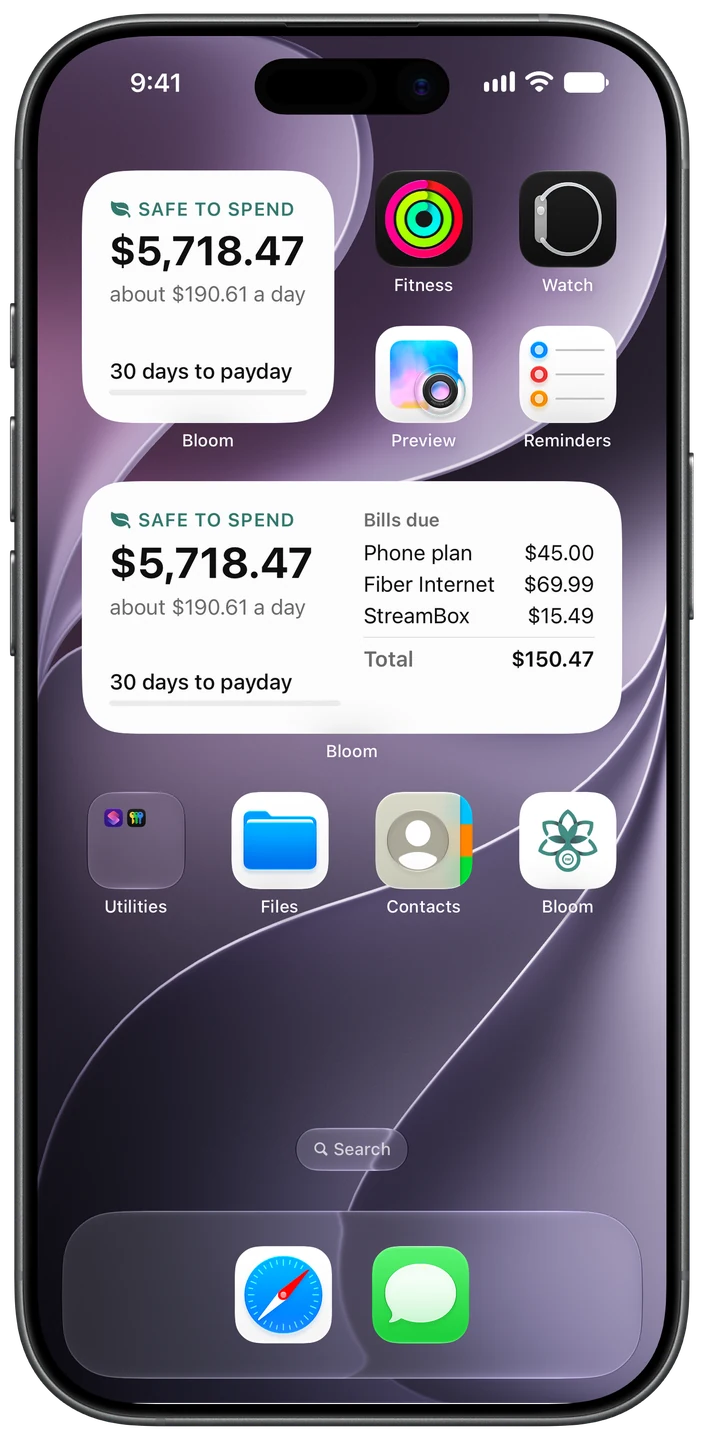 9:41
SAFE TO SPEND
$5,718.47
about $190.61 a day
30 days to payday
Bloom
Fitness
Watch
Preview
Reminders
SAFE TO SPEND
$5,718.47
about $190.61 a day
30 days to payday
Bills due
Phone plan $45.00
Fiber Internet $69.99
StreamBox $15.49
Total $150.47
Bloom
Utilities
Files
Contacts
Bloom
Search